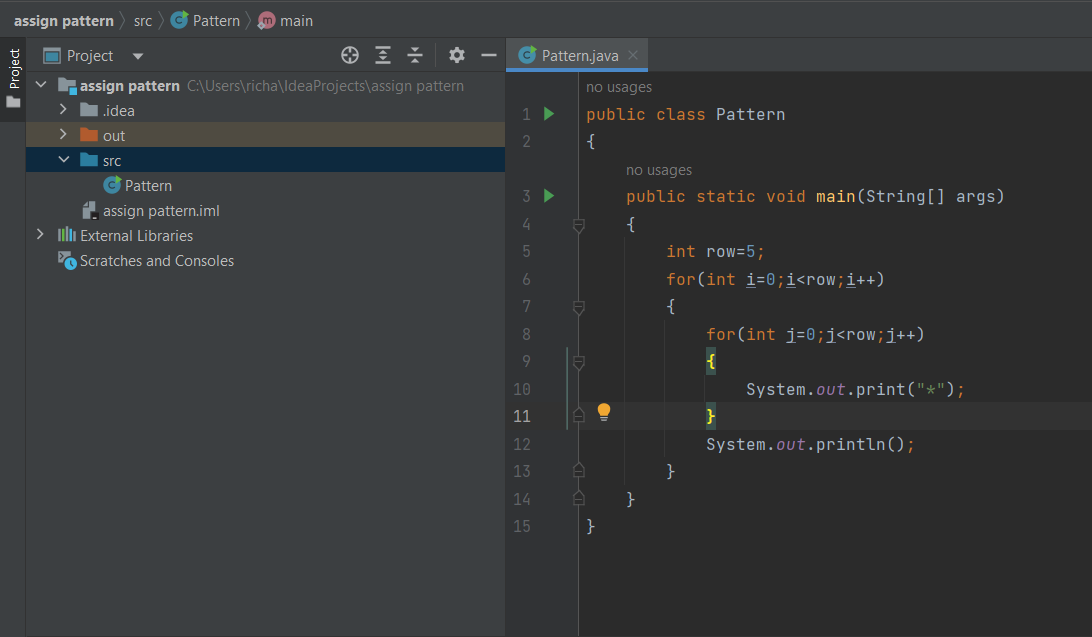 assign pattern src Pattern m main
Project
Project
Pattern.java
assign pattern C:\Users\richa\IdeaProjects\assign pattern
.idea
out
src
C Pattern
assign pattern.iml
External Libraries
Scratches and Consoles
no usages
1 public class Pattern
2 {
no usages
3 public static void main(String[] args)
4 {
5 int row=5;
6 for(int i=0;i<row;i++)
7 {
8 for(int j=0;j<row;j++)
9 {
10 System.out.print("*");
11 }
12 System.out.println();
13 }
14 }
15 }